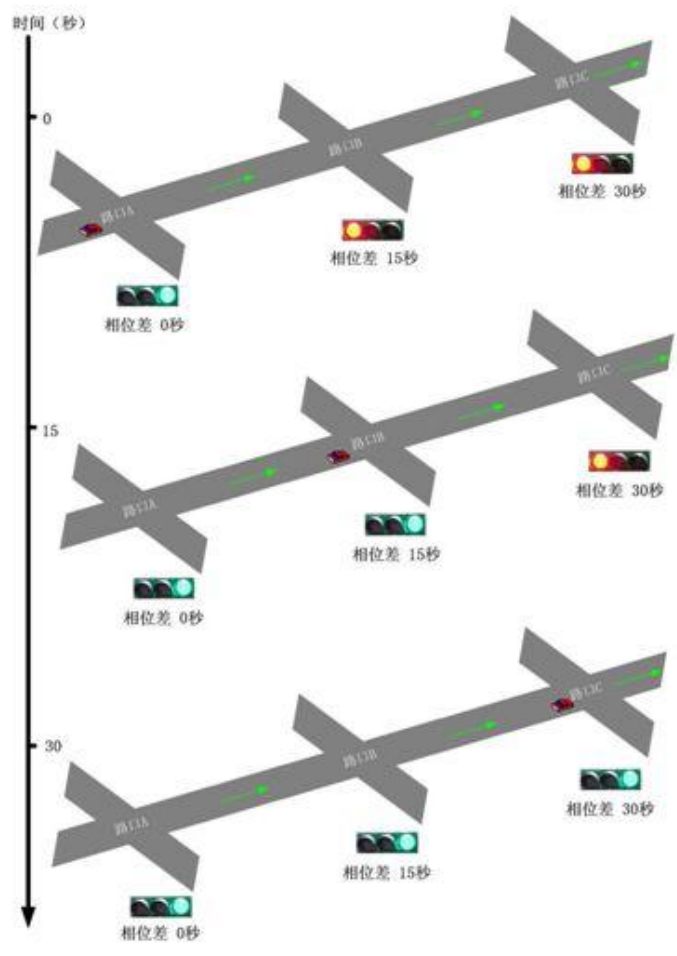 时间（秒）
0
路口C
路口B
相位差 30秒
路口A
相位差 15秒
相位差 0秒
15
路口C
路口B
相位差 30秒
路口A
相位差 15秒
相位差 0秒
30
路口C
路口B
相位差 30秒
路口A
相位差 15秒
相位差 0秒